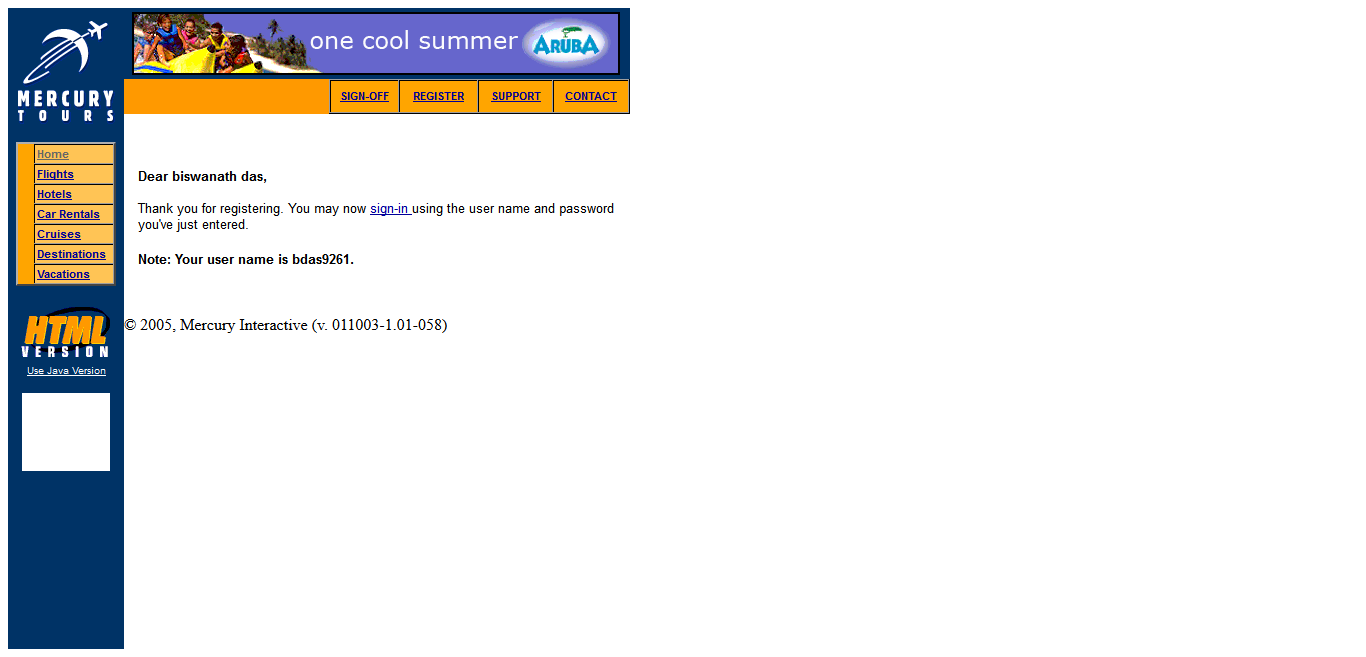 one cool summer ARUBA
MERCURY
TOURS
SIGN-OFF REGISTER SUPPORT CONTACT
Home
Flights
Hotels
Car Rentals
Cruises
Destinations
Vacations
Dear biswanath das,
Thank you for registering. You may now sign-in using the user name and password
you've just entered.
Note: Your user name is bdas9261.
HTML
VERSION
Use Java Version
© 2005, Mercury Interactive (v. 011003-1.01-058)